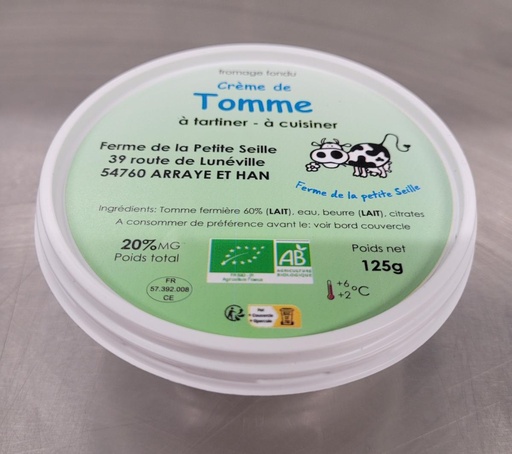 fromage fondu
Crème de
Tomme
à tartiner - à cuisiner
Ferme de la Petite Seille
39 route de Lunéville
54760 ARRAYE ET HAN
Ferme de la petite Seille
Ingrédients: Tomme fermière 60% (LAIT), eau, beurre (LAIT), citrates
A consommer de préférence avant le: voir bord couvercle
20%MG
Poids total
AB
AGRICULTURE
BIOLOGIQUE
Poids net
125g
FR
57.392.008
CE
+6
+2 °C